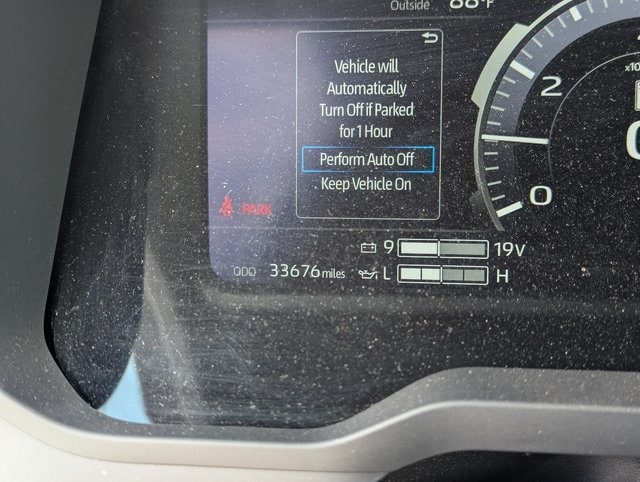 Outside 88°F
Vehicle will
Automatically
Turn Off if Parked
for 1 Hour
Perform Auto Off
Keep Vehicle On
2
0
PARK
9 19V
ODO 33676 miles L H